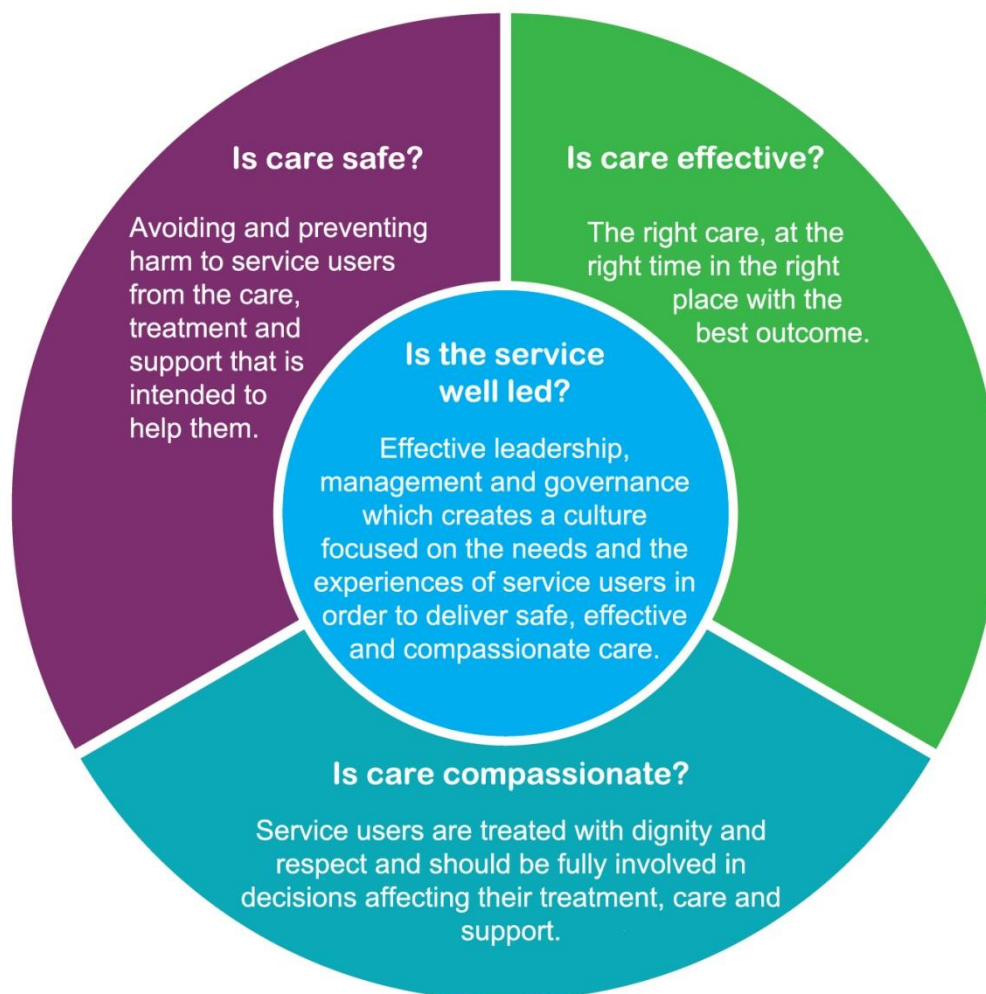 Is care safe?
Avoiding and preventing
harm to service users
from the care,
treatment and
support that is
intended to
help them.
Is care effective?
The right care, at the
right time in the right
place with the
best outcome.
Is the service
well led?
Effective leadership,
management and governance
which creates a culture
focused on the needs and the
experiences of service users in
order to deliver safe, effective
and compassionate care.
Is care compassionate?
Service users are treated with dignity and
respect and should be fully involved in
decisions affecting their treatment, care and
support.